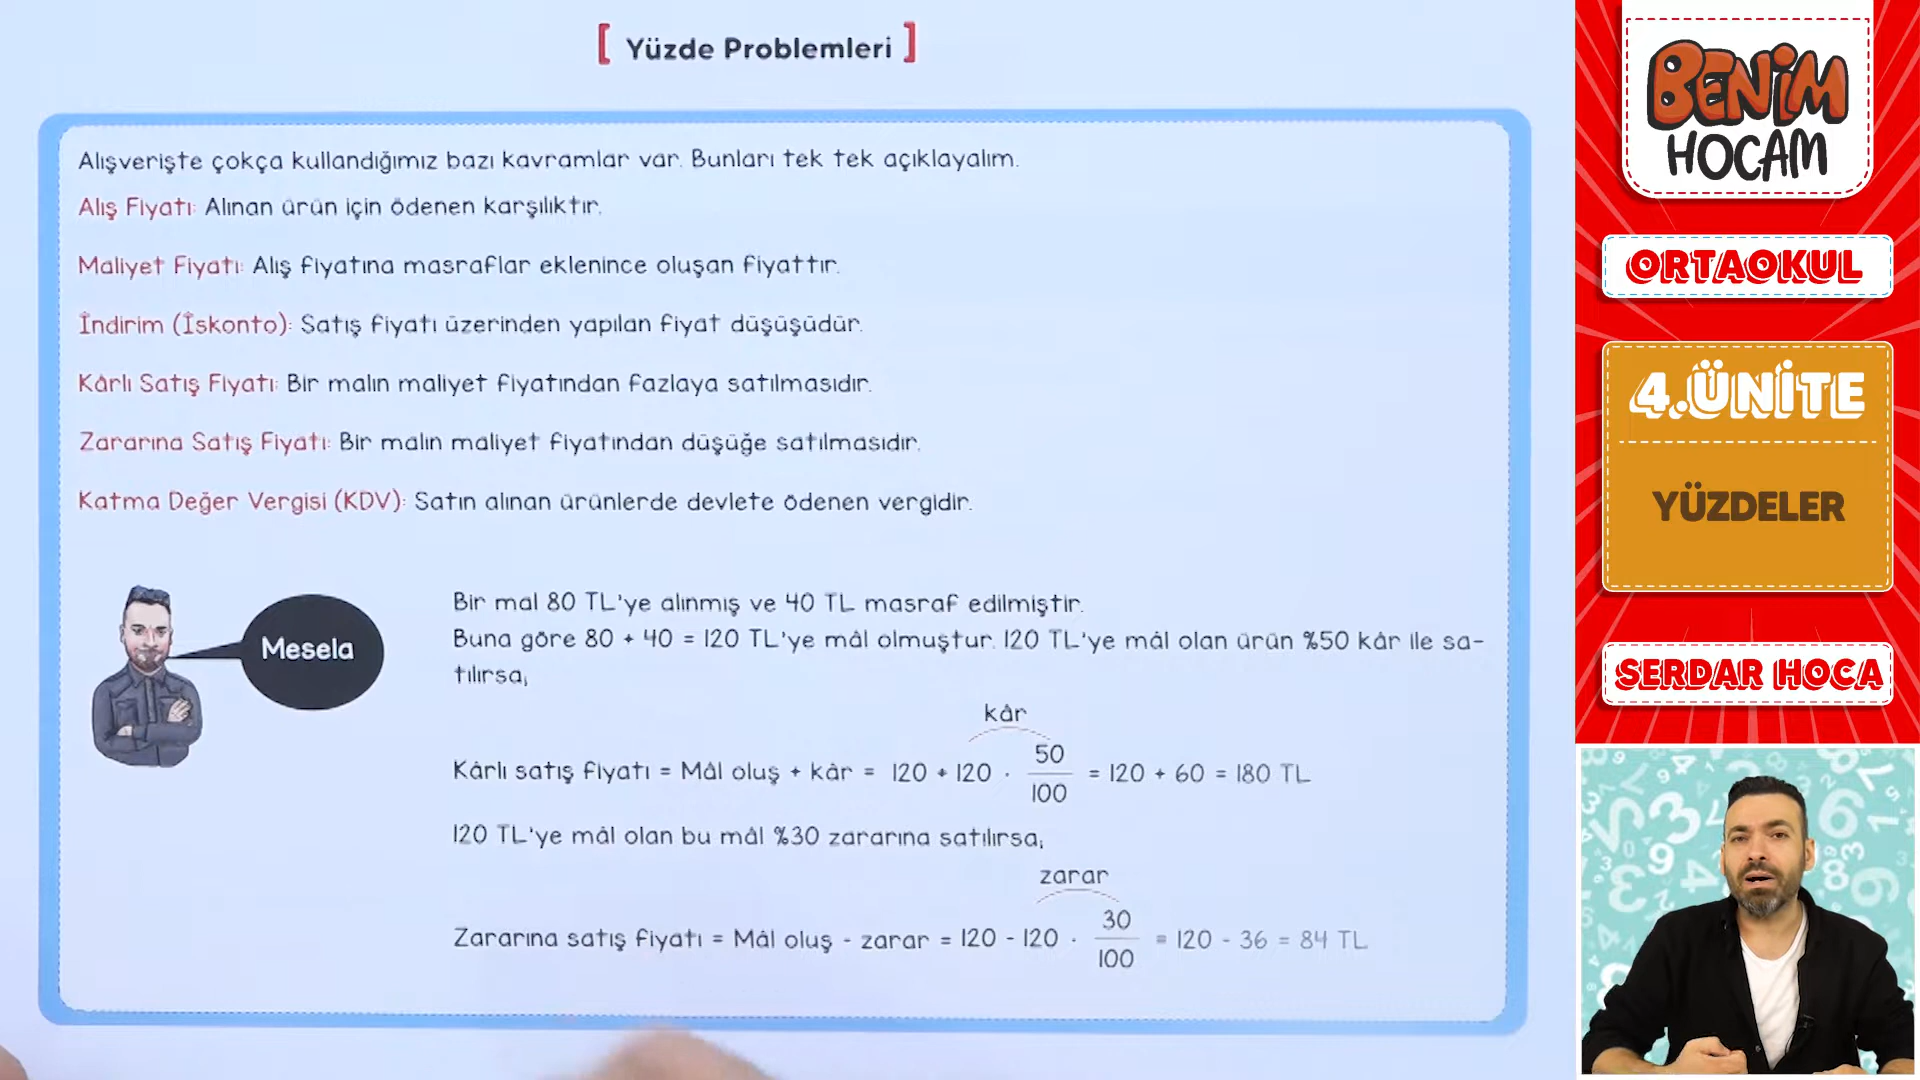 [ Yüzde Problemleri ]
Alışverişte çokça kullandığımız bazı kavramlar var. Bunları tek tek açıklayalım.
Alış Fiyatı: Alınan ürün için ödenen karşılıktır.
Maliyet Fiyatı: Alış fiyatına masraflar eklenince oluşan fiyattır.
İndirim (İskonto): Satış fiyatı üzerinden yapılan fiyat düşüşüdür.
Kârlı Satış Fiyatı: Bir malın maliyet fiyatından fazlaya satılmasıdır.
Zararına Satış Fiyatı: Bir malın maliyet fiyatından düşüğe satılmasıdır.
Katma Değer Vergisi (KDV): Satın alınan ürünlerde devlete ödenen vergidir.
Mesela
Bir mal 80 TL'ye alınmış ve 40 TL masraf edilmiştir.
Buna göre 80 + 40 = 120 TL'ye mâl olmuştur. 120 TL'ye mâl olan ürün %50 kâr ile sa-
tılırsa;
kâr
Kârlı satış fiyatı = Mâl oluş + kâr = 120 + 120 · 50/100 = 120 + 60 = 180 TL
120 TL'ye mâl olan bu mâl %30 zararına satılırsa;
zarar
Zararına satış fiyatı = Mâl oluş - zarar = 120 - 120 · 30/100 = 120 - 36 = 84 TL
BENİM
HOCAM
ORTAOKUL
4.ÜNİTE
YÜZDELER
SERDAR HOCA